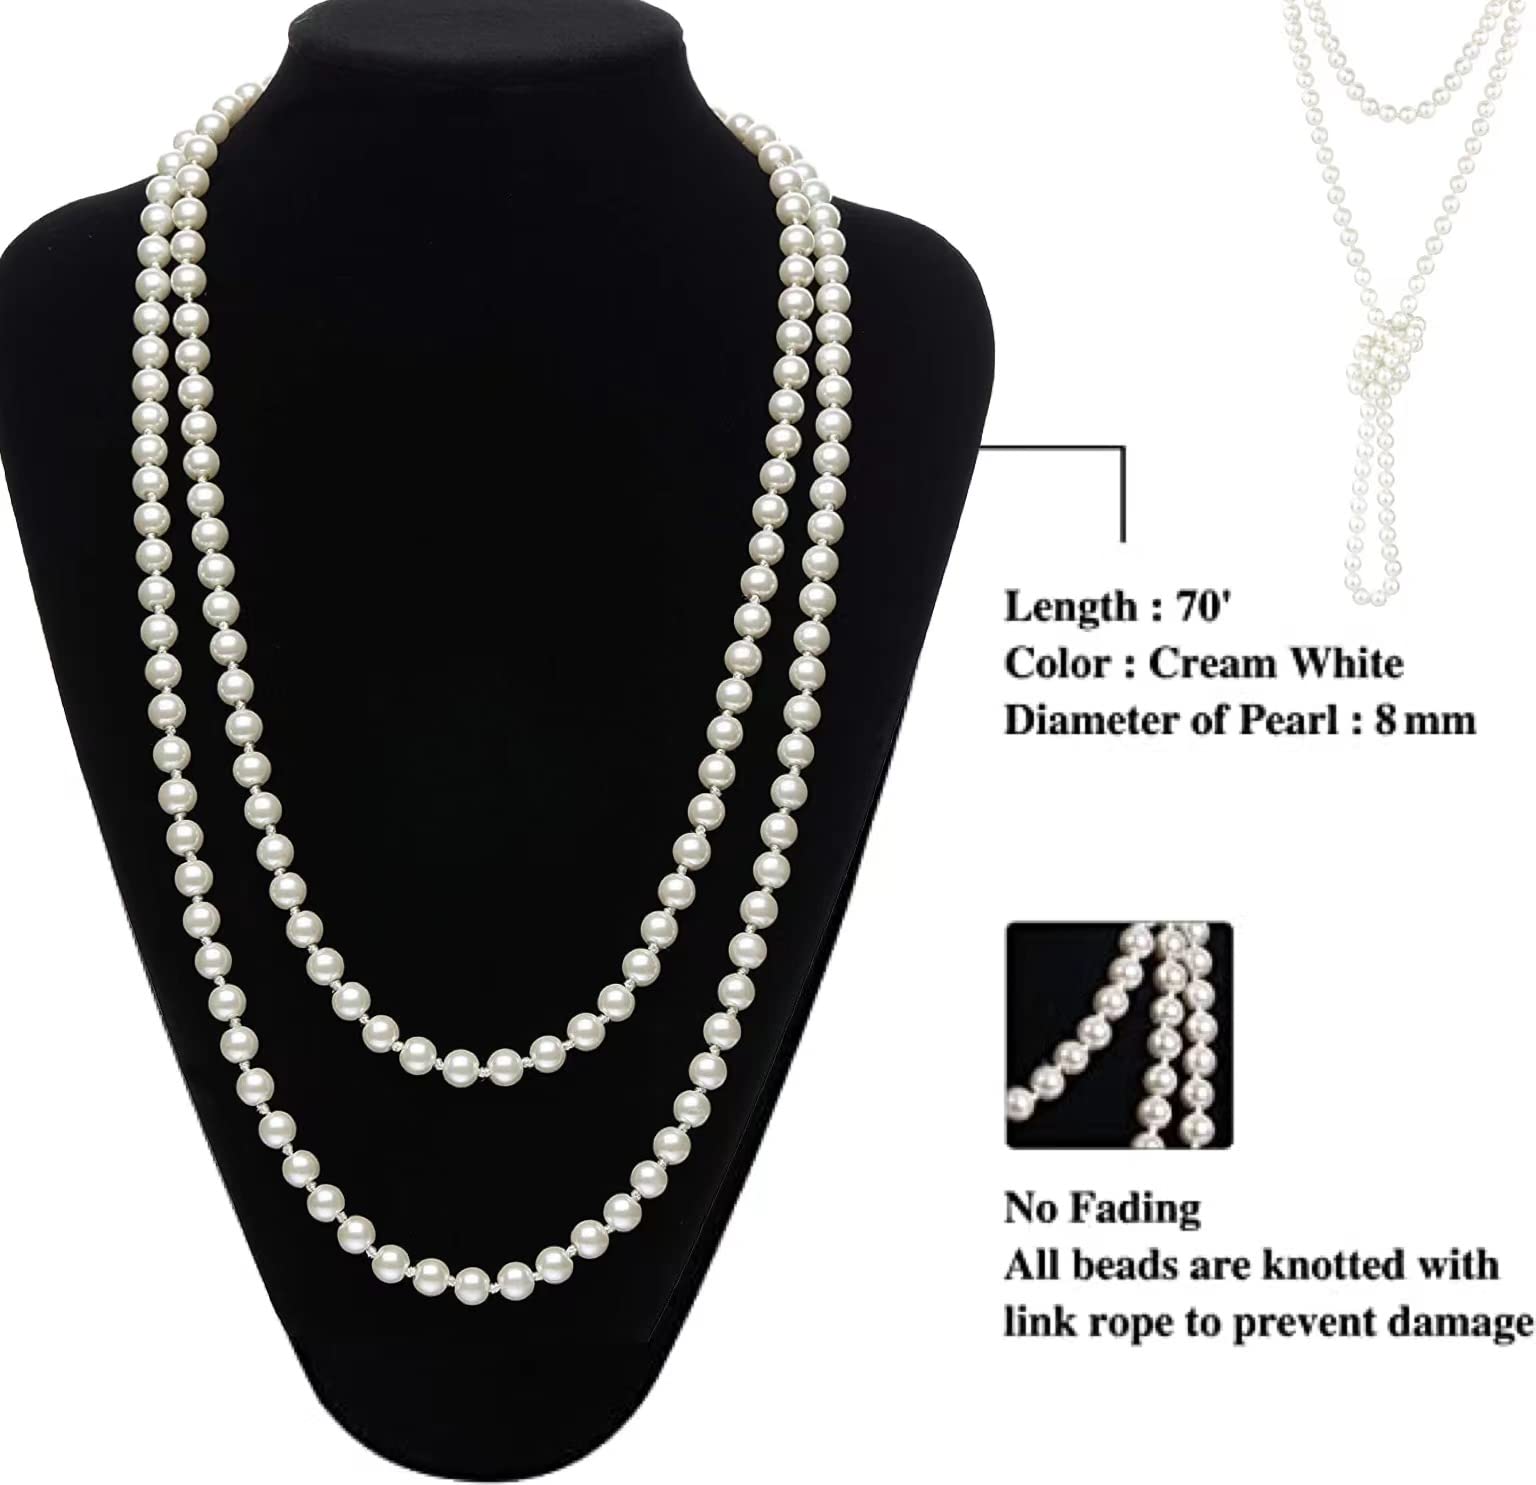 Length : 70'
Color : Cream White
Diameter of Pearl : 8 mm
No Fading
All beads are knotted with
link rope to prevent damage